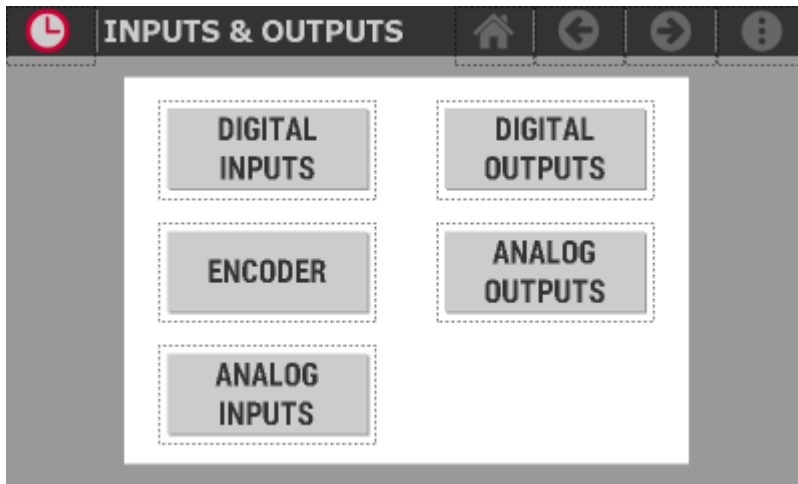 INPUTS & OUTPUTS
DIGITAL
INPUTS
DIGITAL
OUTPUTS
ENCODER
ANALOG
OUTPUTS
ANALOG
INPUTS